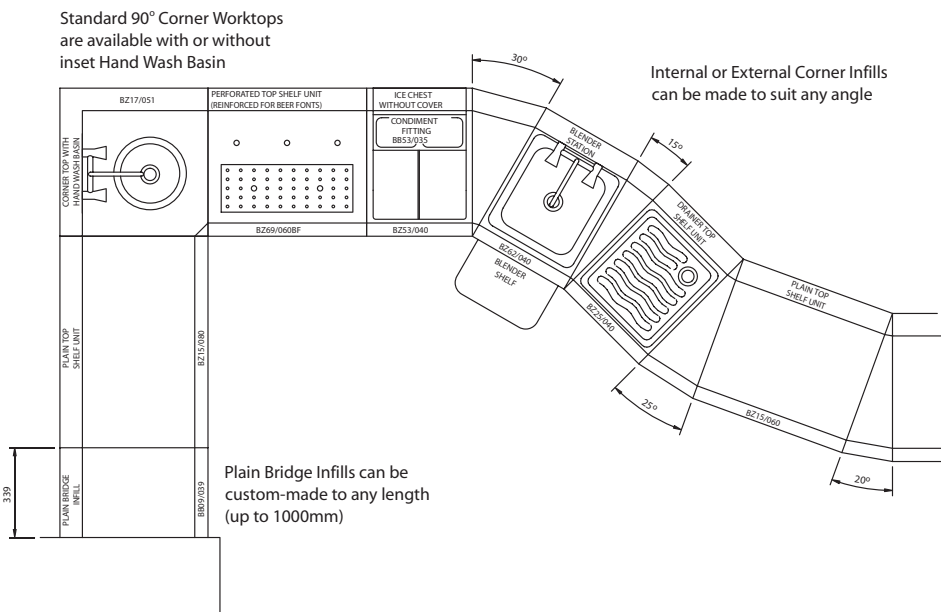 Standard 90° Corner Worktops
are available with or without
inset Hand Wash Basin
30º
Internal or External Corner Infills
can be made to suit any angle
BZ17/051
PERFORATED TOP SHELF UNIT
(REINFORCED FOR BEER FONTS)
ICE CHEST
WITHOUT COVER
CONDIMENT
FITTING
BB53/035
CORNER TOP WITH
HAND WASH BASIN
BLENDER
STATION
15º
DRAINER TOP
SHELF UNIT
BZ69/060BF
BZ53/040
BZ62/040
BLENDER
SHELF
BZ25/040
PLAIN TOP
SHELF UNIT
PLAIN TOP
SHELF UNIT
BZ15/080
25º
BZ15/060
20º
339
PLAIN BRIDGE
INFILL
BB09/039
Plain Bridge Infills can be
custom-made to any length
(up to 1000mm)